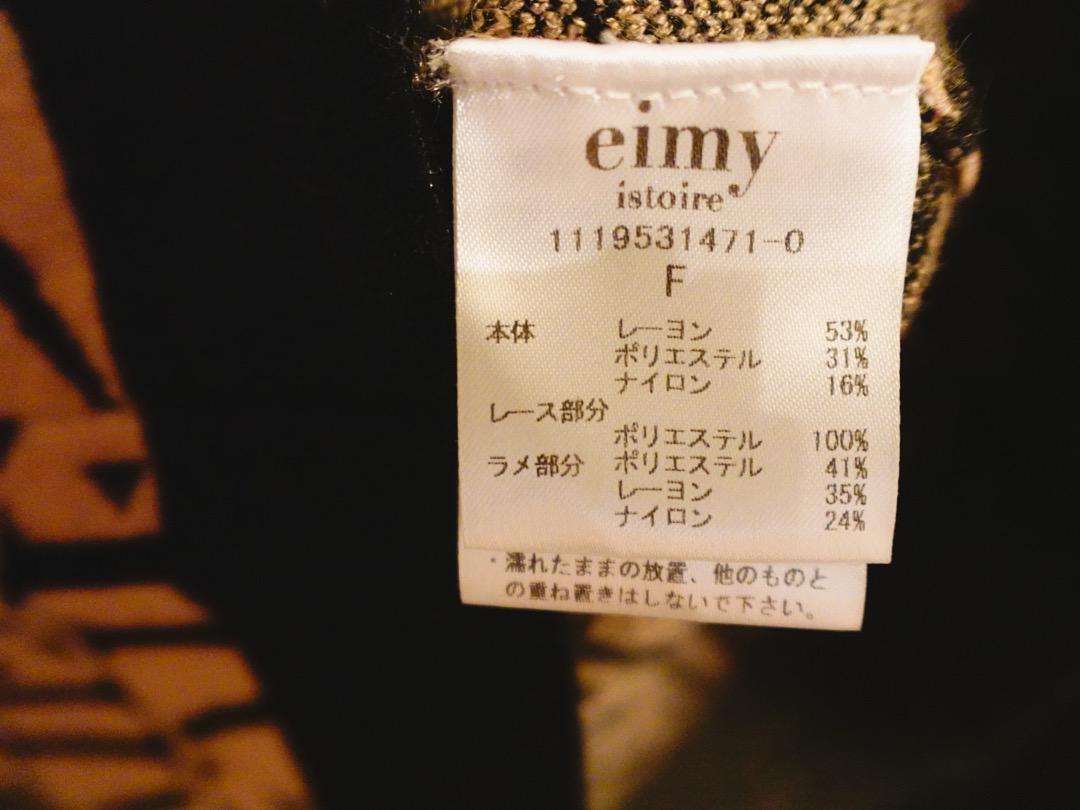 eimy
istoire
1119531471-0
F
本体 レーヨン 53%
ポリエステル 31%
ナイロン 16%
レース部分
ポリエステル 100%
ラメ部分 ポリエステル 41%
レーヨン 35%
ナイロン 24%
・濡れたままの放置、他のものと
の重ね置きはしないで下さい。